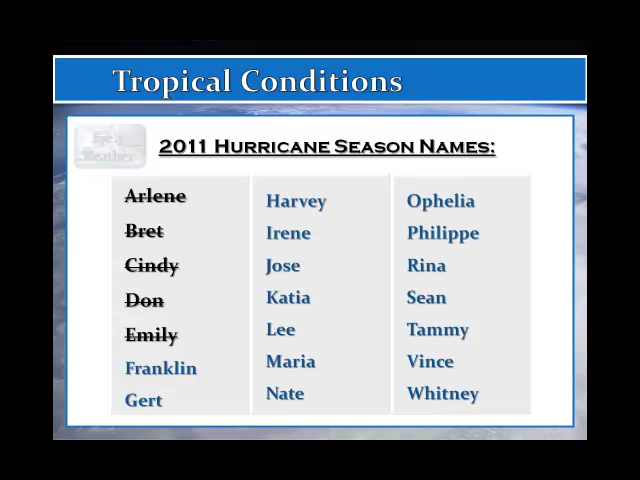 Tropical Conditions
2011 Hurricane Season Names:
Arlene
Bret
Cindy
Don
Emily
Franklin
Gert
Harvey
Irene
Jose
Katia
Lee
Maria
Nate
Ophelia
Philippe
Rina
Sean
Tammy
Vince
Whitney